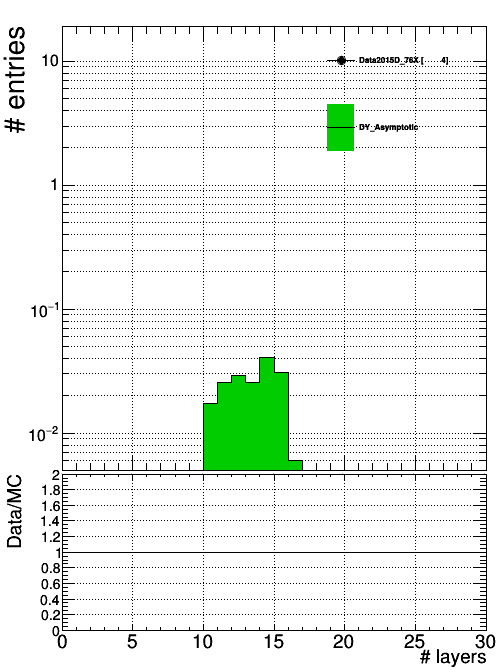 # entries
10
Data2015D_76X [ 4]
DY_Asymptotic
1
10⁻¹
10⁻²
Data/MC
2
1.8
1.6
1.4
1.2
1
0.8
0.6
0.4
0.2
0
0 5 10 15 20 25 30
# layers